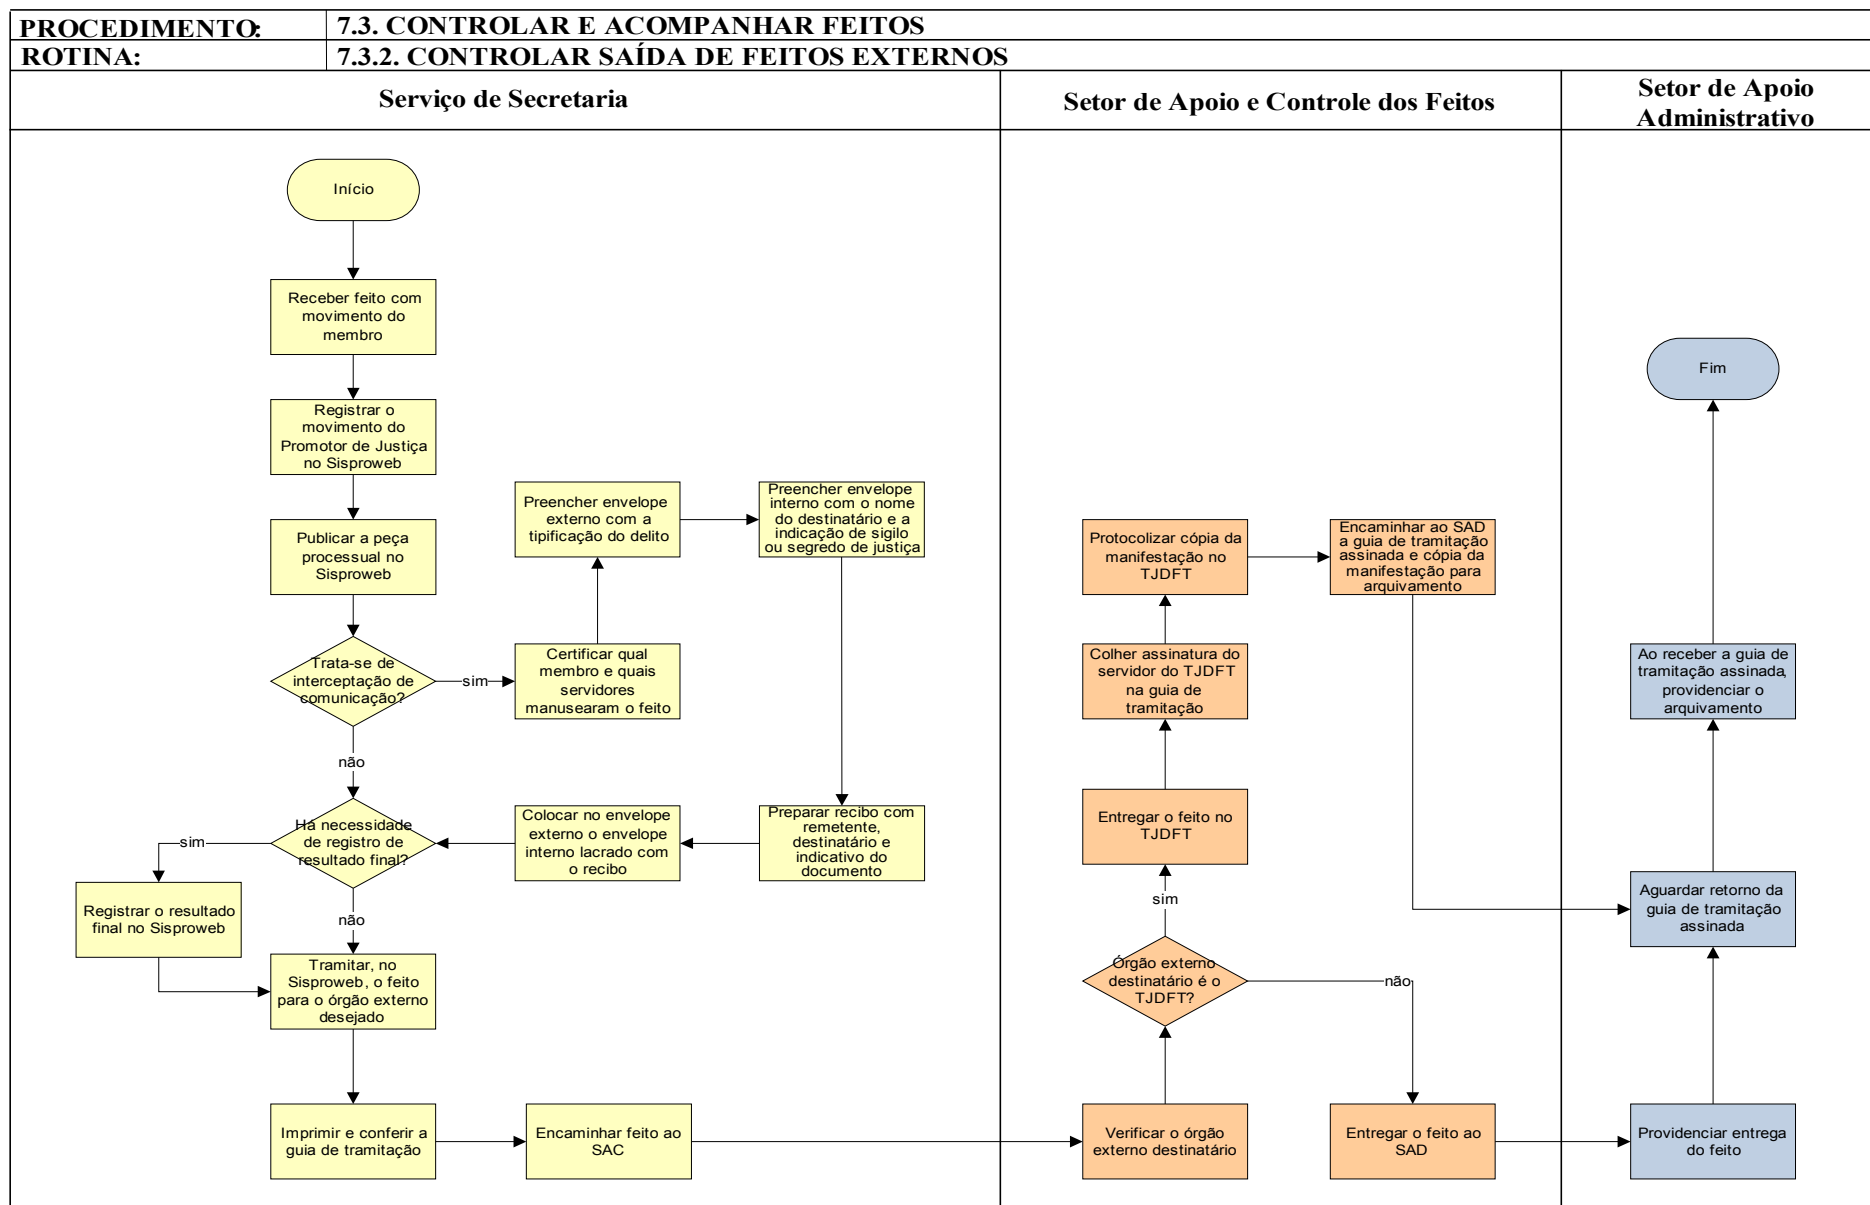 PROCEDIMENTO:
7.3. CONTROLAR E ACOMPANHAR FEITOS
ROTINA:
7.3.2. CONTROLAR SAÍDA DE FEITOS EXTERNOS
Serviço de Secretaria
Setor de Apoio e Controle dos Feitos
Setor de Apoio
Administrativo
Início
Receber feito com
movimento do
membro
Registrar o
movimento do
Promotor de Justiça
no Sisproweb
Publicar a peça
processual no
Sisproweb
Trata-se de
interceptação de
comunicação?
sim
não
Certificar qual
membro e quais
servidores
manusearam o feito
Preencher envelope
externo com a
tipificação do delito
Preencher envelope
interno com o nome
do destinatário e a
indicação de sigilo
ou segredo de justiça
Preparar recibo com
remetente,
destinatário e
indicativo do
documento
Colocar no envelope
externo o envelope
interno lacrado com
o recibo
Há necessidade
de registro de
resultado final?
sim
não
Registrar o resultado
final no Sisproweb
Tramitar, no
Sisproweb, o feito
para o órgão externo
desejado
Imprimir e conferir a
guia de tramitação
Encaminhar feito ao
SAC
Verificar o órgão
externo destinatário
Órgão externo
destinatário é o
TJDFT?
sim
não
Entregar o feito no
TJDFT
Colher assinatura do
servidor do TJDFT
na guia de
tramitação
Protocolizar cópia da
manifestação no
TJDFT
Encaminhar ao SAD
a guia de tramitação
assinada e cópia da
manifestação para
arquivamento
Entregar o feito ao
SAD
Providenciar entrega
do feito
Aguardar retorno da
guia de tramitação
assinada
Ao receber a guia de
tramitação assinada,
providenciar o
arquivamento
Fim